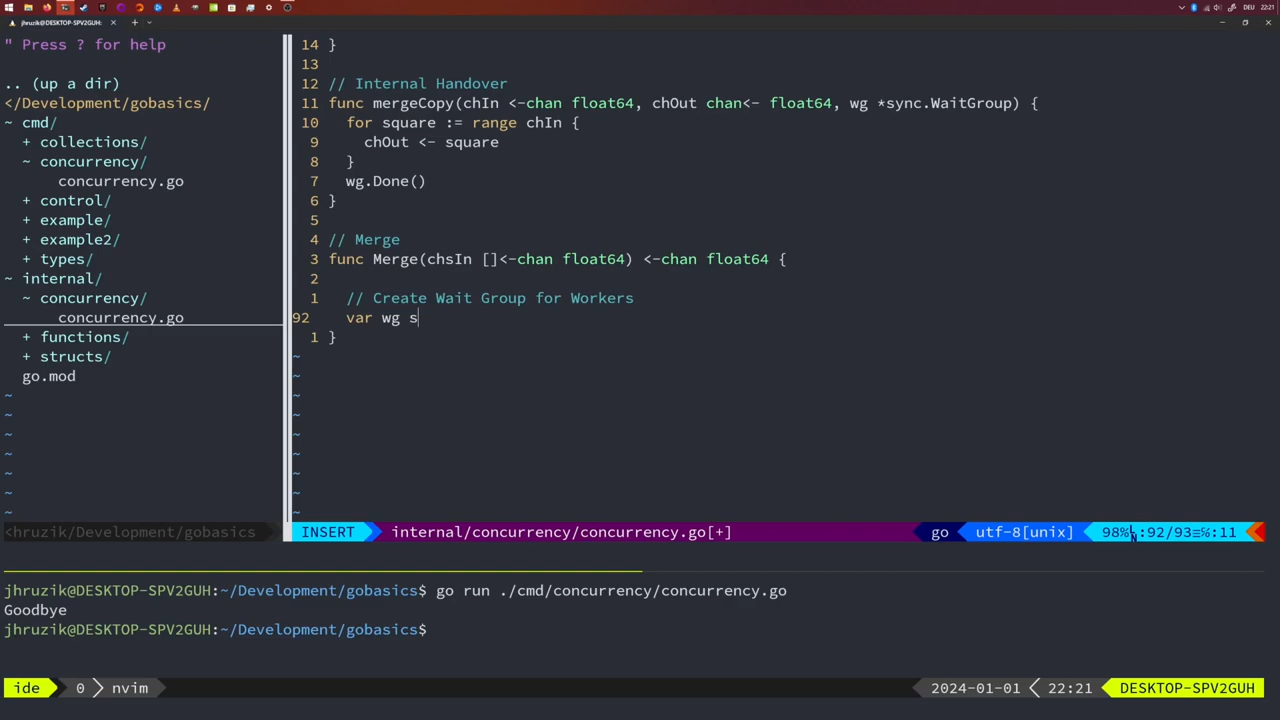 DEU 22:21
jhruzik@DESKTOP-SPV2GUH: ~/
" Press ? for help
.. (up a dir)
</Development/gobasics/
~ cmd/
+ collections/
~ concurrency/
concurrency.go
+ control/
+ example/
+ example2/
+ types/
~ internal/
~ concurrency/
concurrency.go
+ functions/
+ structs/
go.mod
~
~
~
~
~
~
~
<hruzik/Development/gobasics
14 }
13
12 // Internal Handover
11 func mergeCopy(chIn <-chan float64, chOut chan<- float64, wg *sync.WaitGroup) {
10 for square := range chIn {
9 chOut <- square
8 }
7 wg.Done()
6 }
5
4 // Merge
3 func Merge(chsIn []<-chan float64) <-chan float64 {
2
1 // Create Wait Group for Workers
92 var wg s
1 }
~
~
~
~
~
~
~
~
INSERT internal/concurrency/concurrency.go[+] go utf-8[unix] 98% :92/93≡℅:11
jhruzik@DESKTOP-SPV2GUH:~/Development/gobasics$ go run ./cmd/concurrency/concurrency.go
Goodbye
jhruzik@DESKTOP-SPV2GUH:~/Development/gobasics$
ide 0 nvim 2024-01-01 22:21 DESKTOP-SPV2GUH